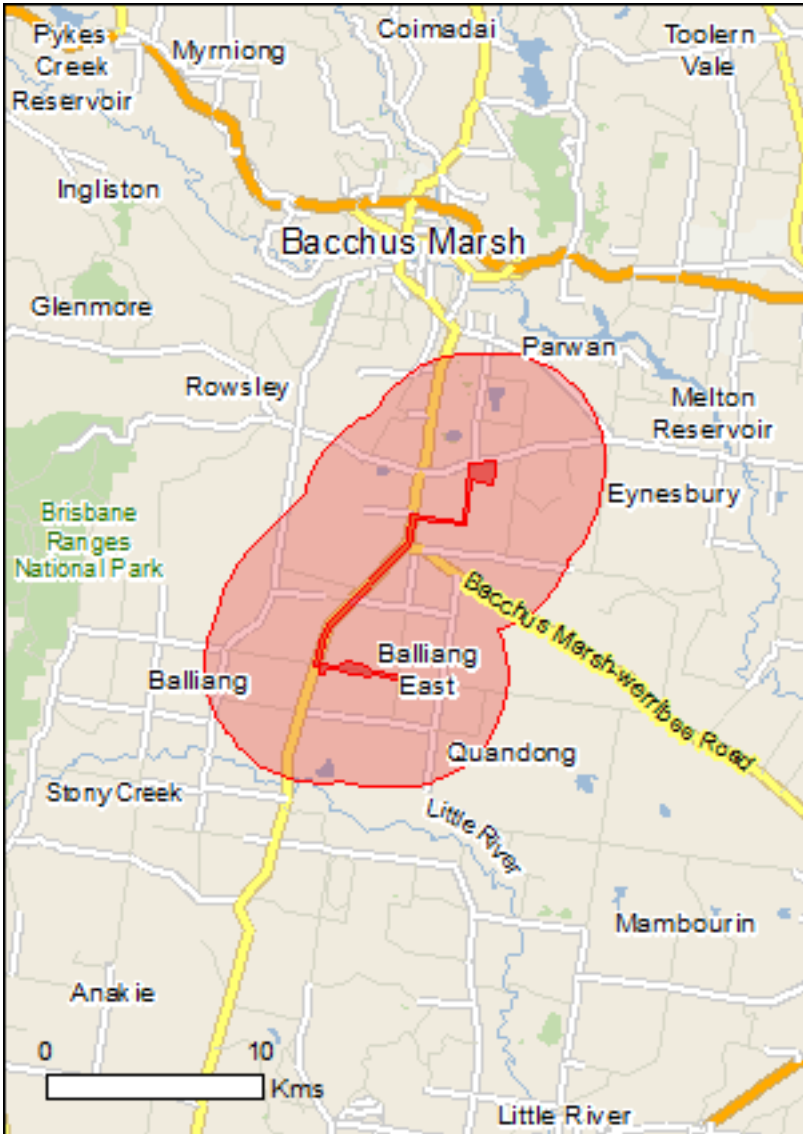 Pykes
Creek
Reservoir
Myrniong
Coimadai
Toolern
Vale
Ingliston
Bacchus Marsh
Glenmore
Parwan
Rowsley
Melton
Reservoir
Eynesbury
Brisbane
Ranges
National Park
Bacchus Marsh-werribee Road
Balliang
Balliang
East
Quandong
Stony Creek
Little River
Mambourin
Anakie
0 10
Kms
Little River